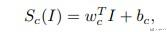 S_c(I) = w_c^T I + b_c,